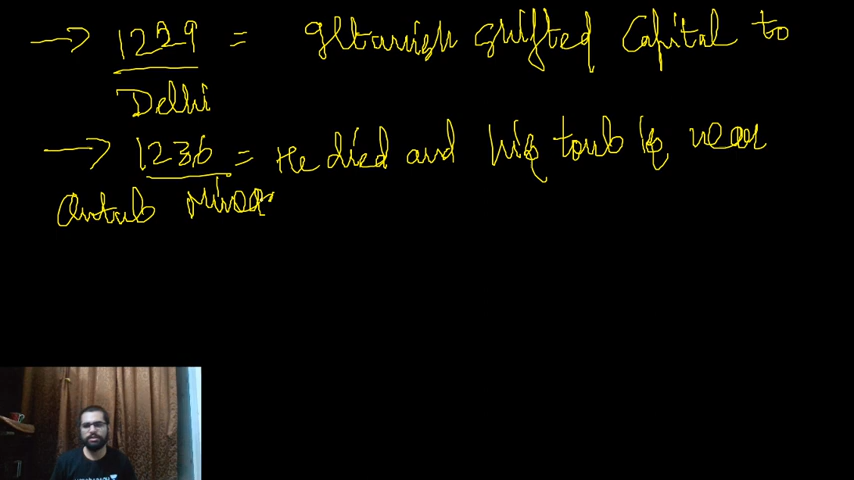 → 1229 = Iltutmish shifted Capital to
Delhi
→ 1236 = He died and his tomb is near
Qutub Minar